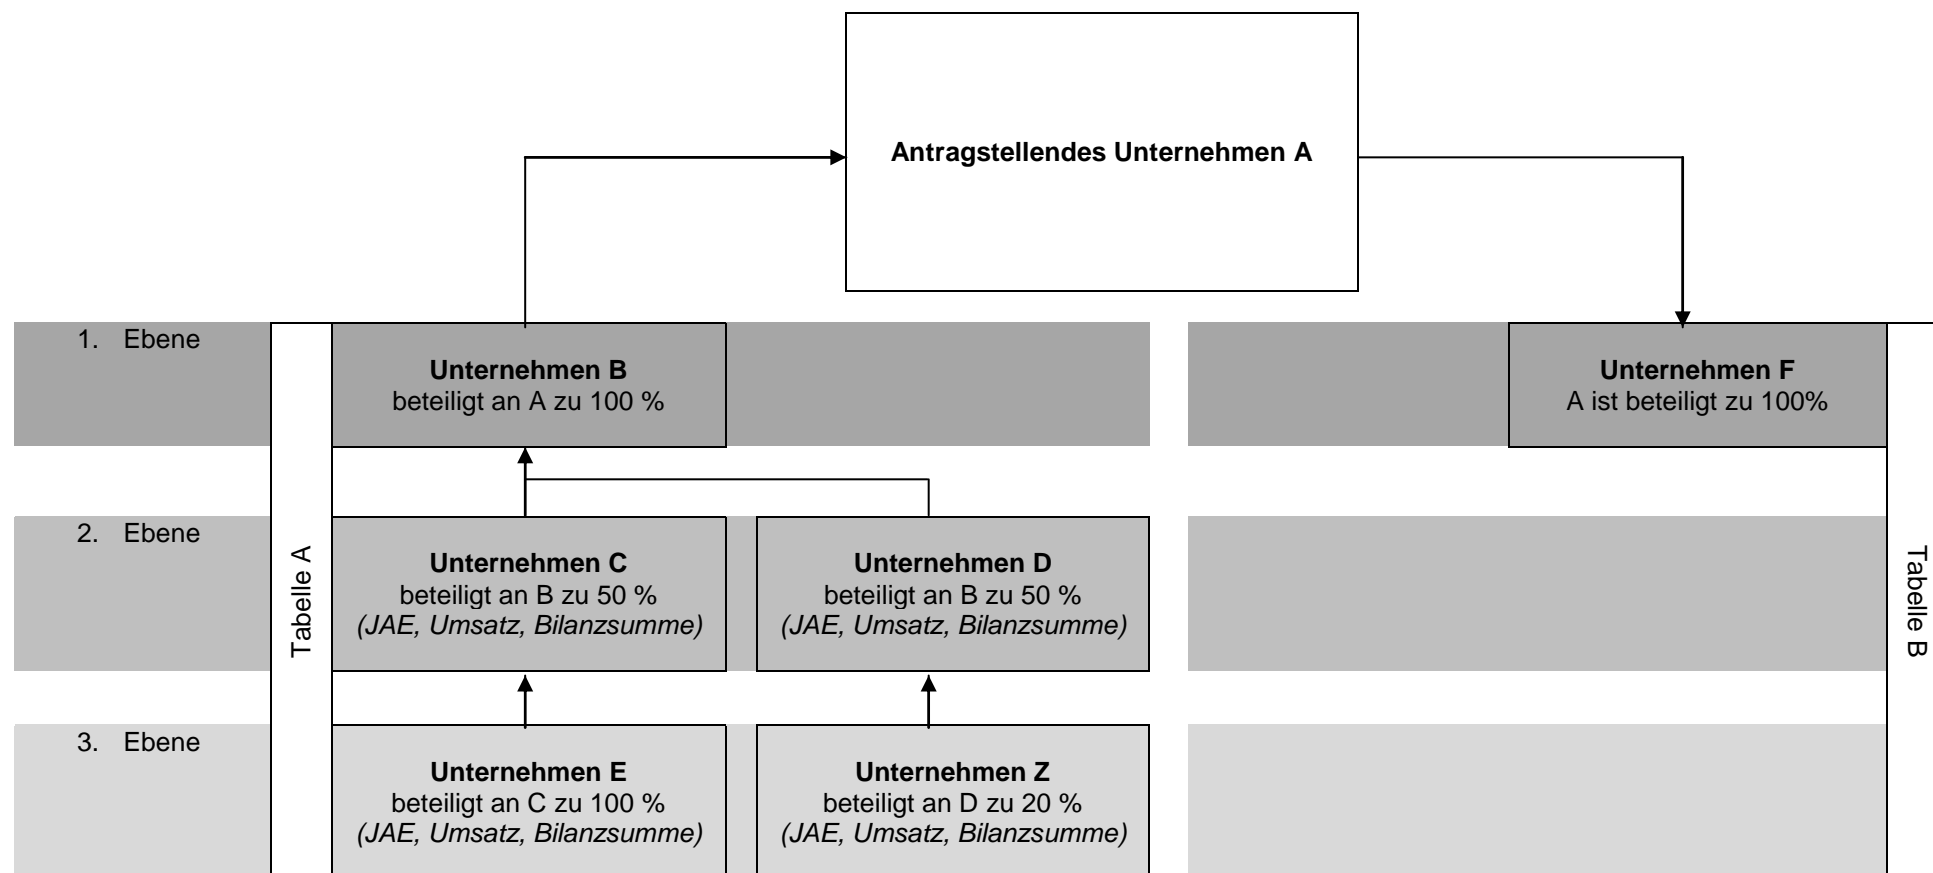 Antragstellendes Unternehmen A
1. Ebene
Unternehmen B
beteiligt an A zu 100 %
Unternehmen F
A ist beteiligt zu 100%
2. Ebene
Tabelle A
Unternehmen C
beteiligt an B zu 50 %
(JAE, Umsatz, Bilanzsumme)
Unternehmen D
beteiligt an B zu 50 %
(JAE, Umsatz, Bilanzsumme)
Tabelle B
3. Ebene
Unternehmen E
beteiligt an C zu 100 %
(JAE, Umsatz, Bilanzsumme)
Unternehmen Z
beteiligt an D zu 20 %
(JAE, Umsatz, Bilanzsumme)